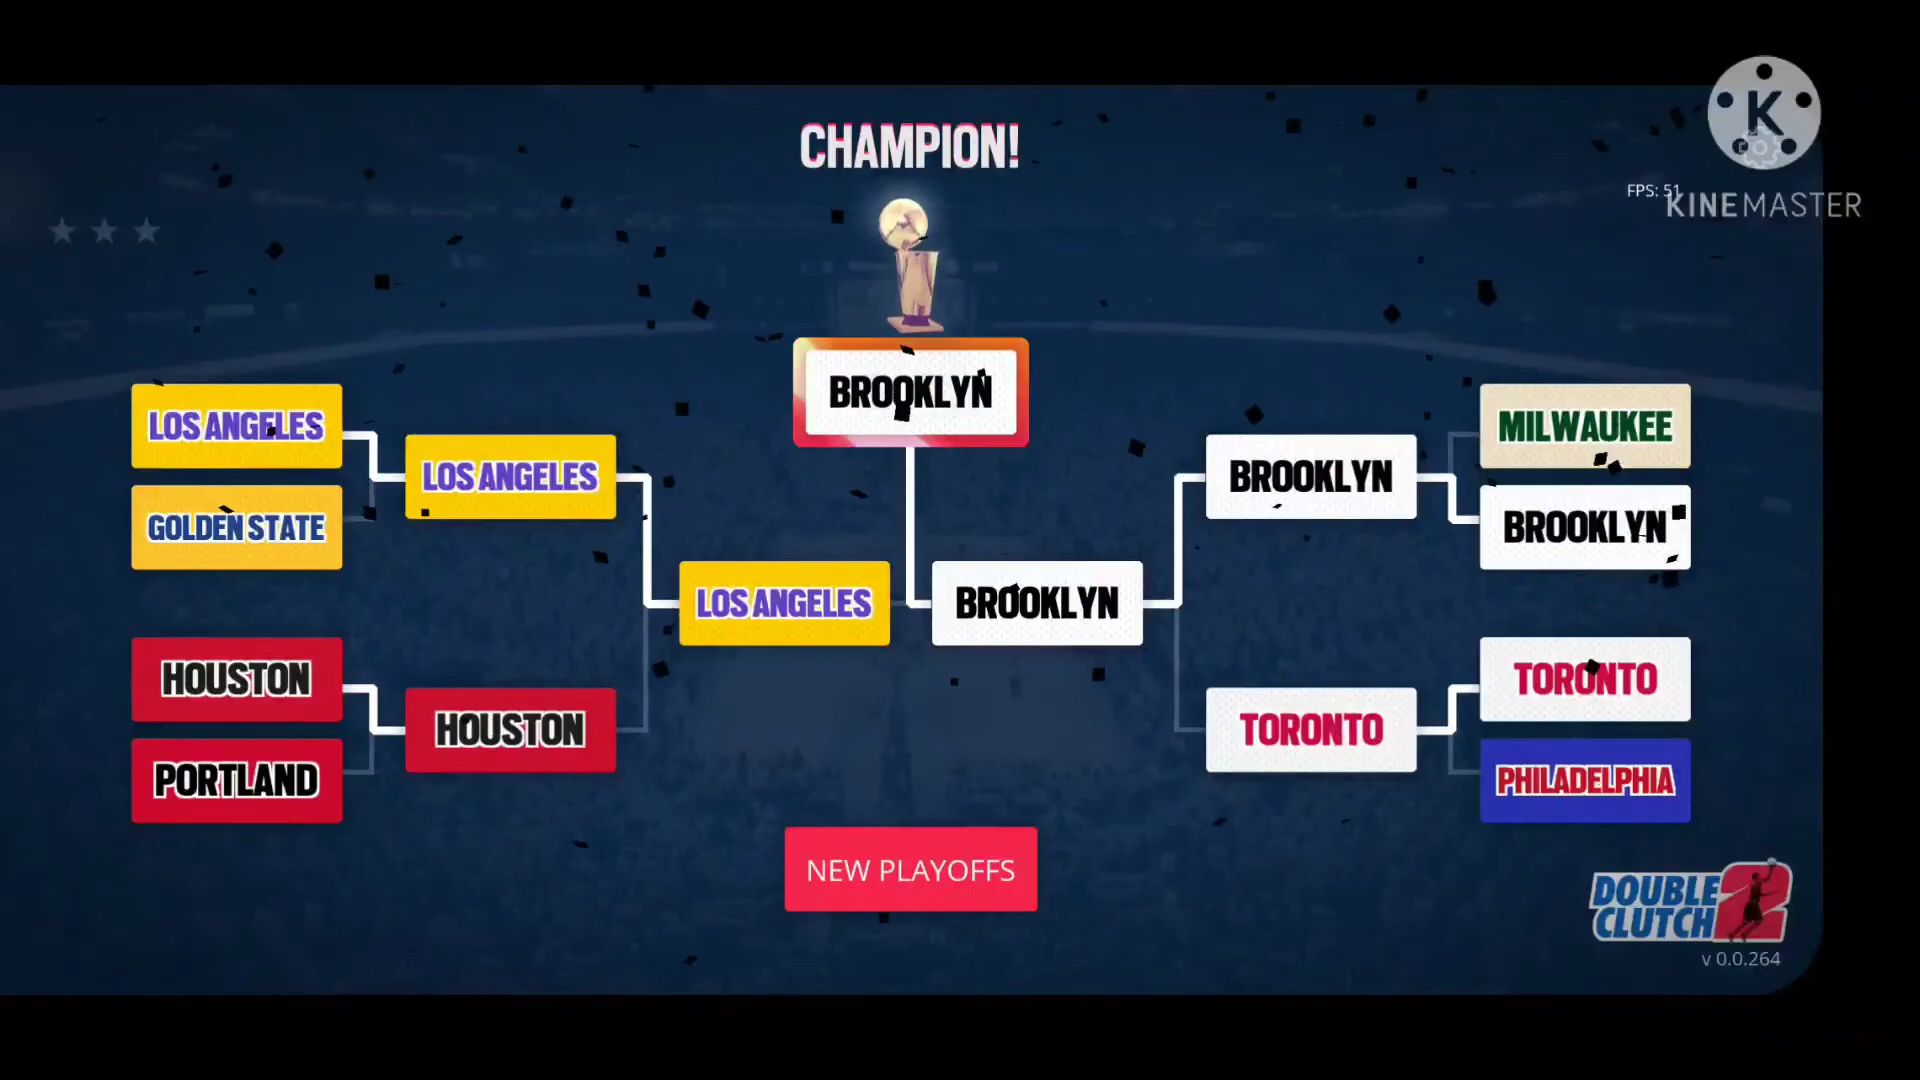 CHAMPION!
K
FPS: 51
KINEMASTER
BROOKLYN
LOS ANGELES
GOLDEN STATE
LOS ANGELES
HOUSTON
PORTLAND
HOUSTON
LOS ANGELES
BROOKLYN
BROOKLYN
TORONTO
MILWAUKEE
BROOKLYN
TORONTO
PHILADELPHIA
NEW PLAYOFFS
DOUBLE
CLUTCH 2
v 0.0.264